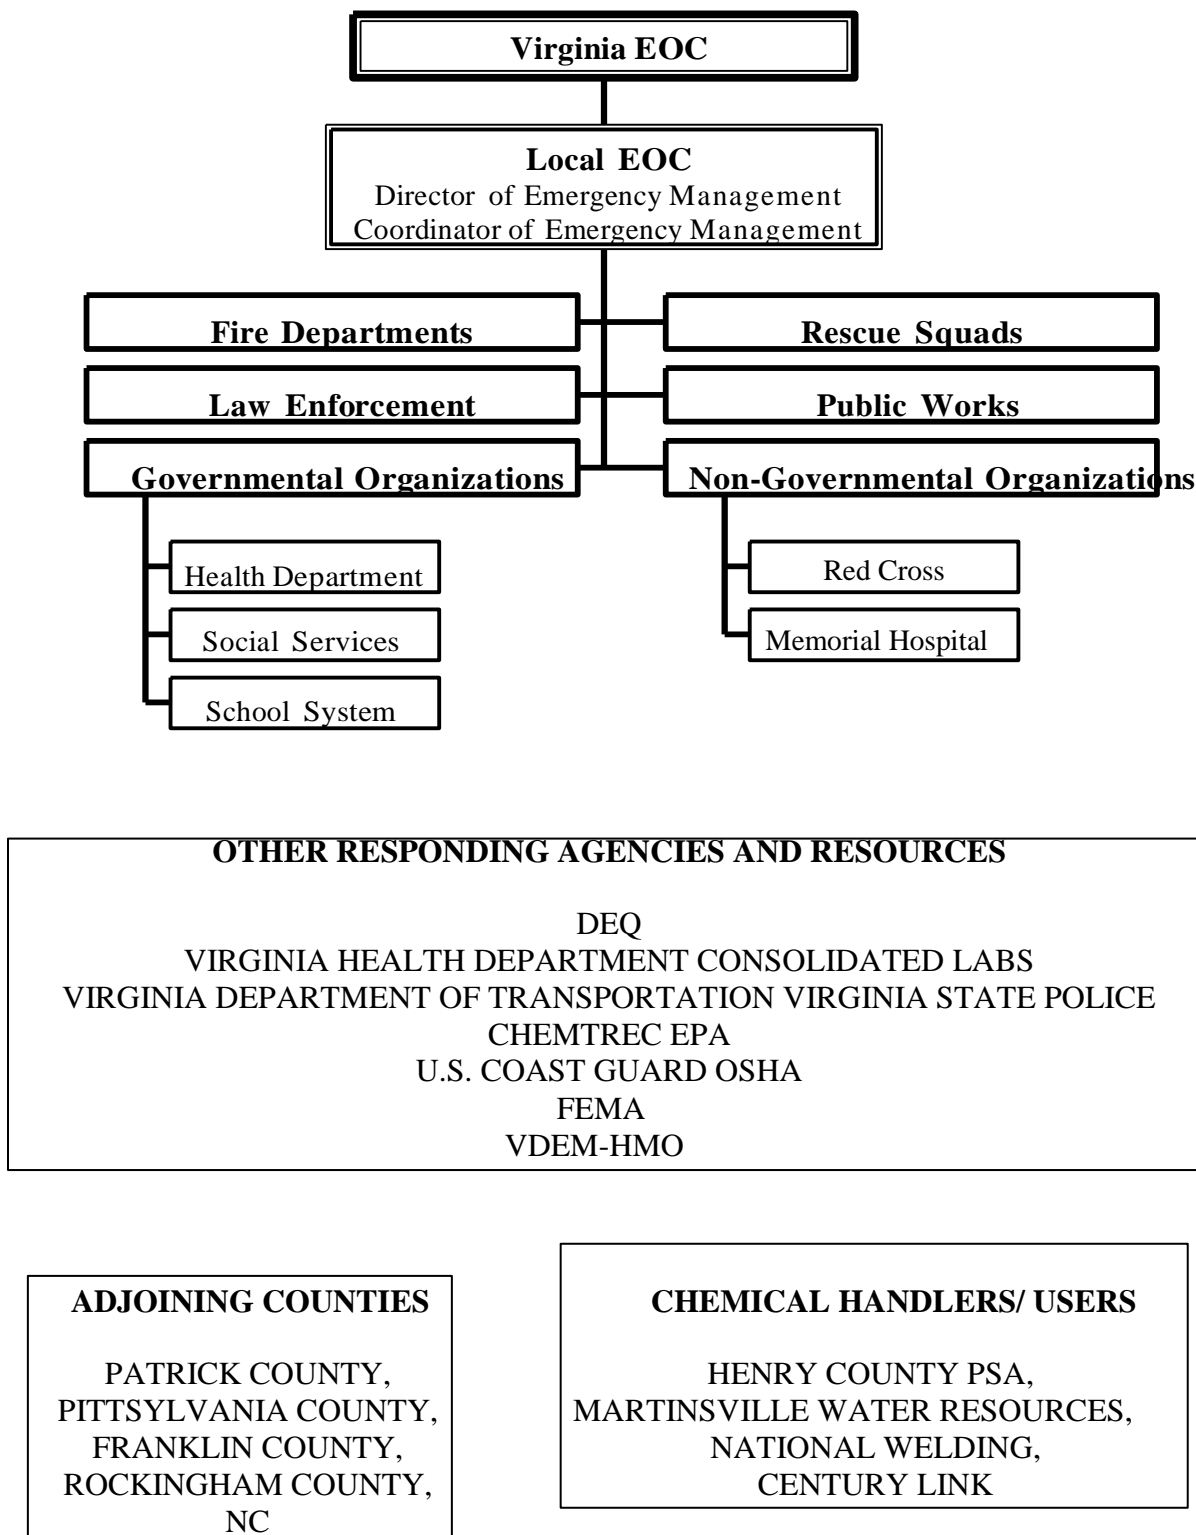 Virginia EOC
Local EOC
Director of Emergency Management
Coordinator of Emergency Management
Fire Departments
Rescue Squads
Law Enforcement
Public Works
Governmental Organizations
Non-Governmental Organizations
Health Department
Red Cross
Social Services
Memorial Hospital
School System
OTHER RESPONDING AGENCIES AND RESOURCES
DEQ
VIRGINIA HEALTH DEPARTMENT CONSOLIDATED LABS
VIRGINIA DEPARTMENT OF TRANSPORTATION VIRGINIA STATE POLICE
CHEMTREC EPA
U.S. COAST GUARD OSHA
FEMA
VDEM-HMO
ADJOINING COUNTIES
PATRICK COUNTY,
PITTSYLVANIA COUNTY,
FRANKLIN COUNTY,
ROCKINGHAM COUNTY,
NC
CHEMICAL HANDLERS/ USERS
HENRY COUNTY PSA,
MARTINSVILLE WATER RESOURCES,
NATIONAL WELDING,
CENTURY LINK